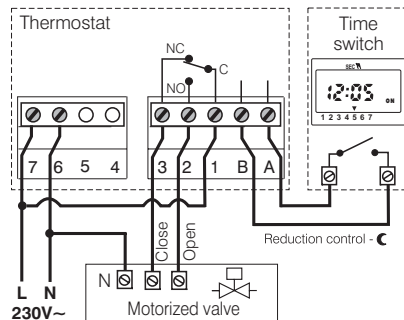 Thermostat
Time
switch
NC
C
NO
SEC
12:05
ON
1 2 3 4 5 6 7
7 6 5 4 3 2 1 B A
Close
Open
Reduction control -
L N
230V~
N
Motorized valve